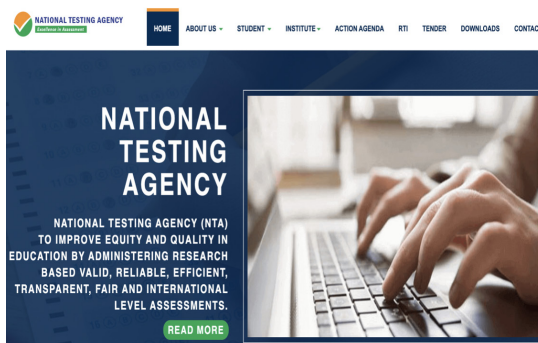 NATIONAL TESTING AGENCY
Excellence in Assessment
HOME ABOUT US STUDENT INSTITUTE ACTION AGENDA RTI TENDER DOWNLOADS CONTAC
NATIONAL
TESTING
AGENCY
NATIONAL TESTING AGENCY (NTA)
TO IMPROVE EQUITY AND QUALITY IN
EDUCATION BY ADMINISTERING RESEARCH
BASED VALID, RELIABLE, EFFICIENT,
TRANSPARENT, FAIR AND INTERNATIONAL
LEVEL ASSESSMENTS.
READ MORE